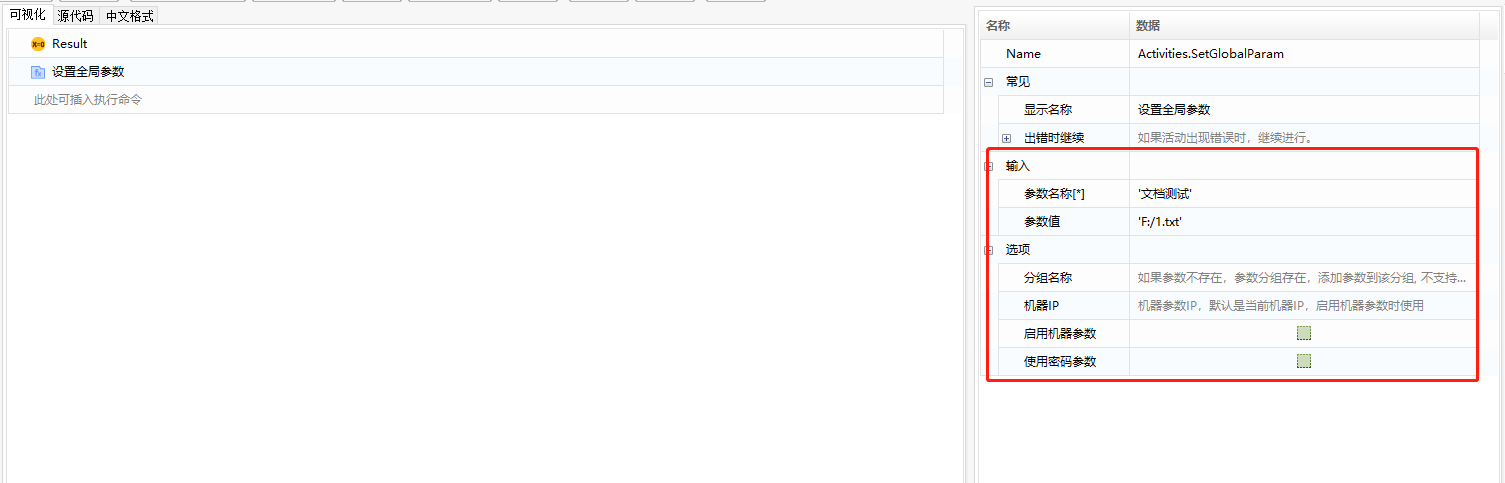 可视化 源代码 中文格式
x=0 Result
fx 设置全局参数
此处可插入执行命令
名称 数据
Name Activities.SetGlobalParam
常见
显示名称 设置全局参数
出错时继续 如果活动出现错误时，继续进行。
输入
参数名称[*] '文档测试'
参数值 'F:/1.txt'
选项
分组名称 如果参数不存在，参数分组存在，添加参数到该分组, 不支持...
机器IP 机器参数IP，默认是当前机器IP，启用机器参数时使用
启用机器参数
使用密码参数